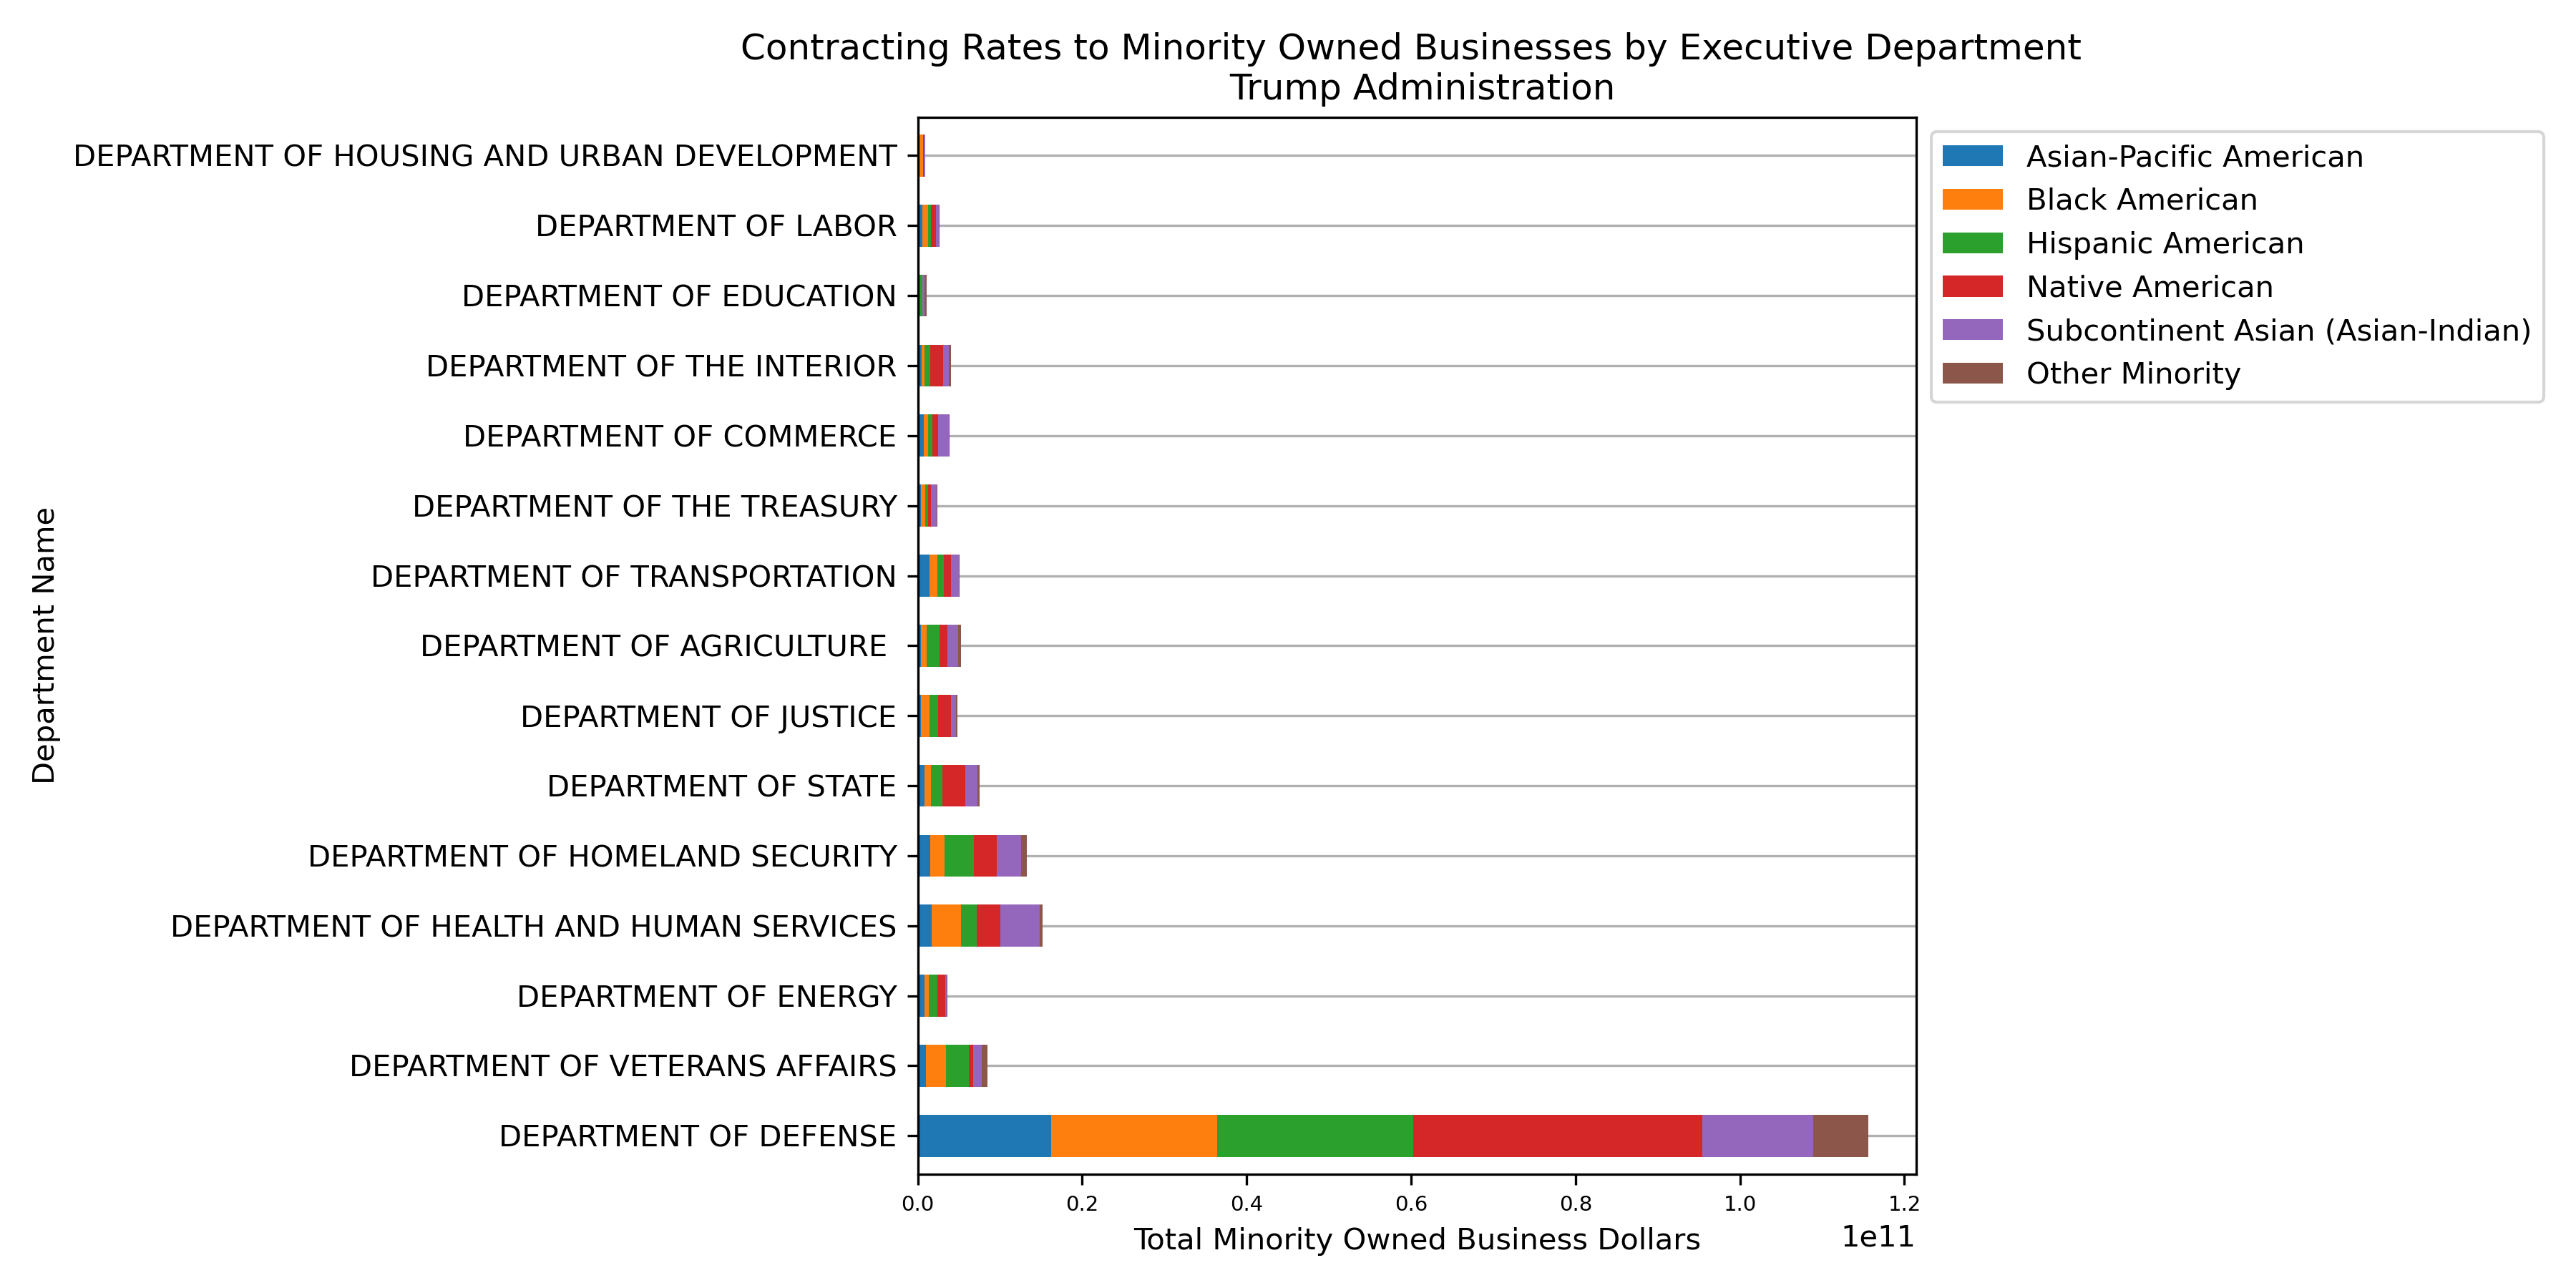 Contracting Rates to Minority Owned Businesses by Executive Department
Trump Administration
DEPARTMENT OF HOUSING AND URBAN DEVELOPMENT
DEPARTMENT OF LABOR
DEPARTMENT OF EDUCATION
DEPARTMENT OF THE INTERIOR
DEPARTMENT OF COMMERCE
DEPARTMENT OF THE TREASURY
DEPARTMENT OF TRANSPORTATION
DEPARTMENT OF AGRICULTURE
DEPARTMENT OF JUSTICE
DEPARTMENT OF STATE
DEPARTMENT OF HOMELAND SECURITY
DEPARTMENT OF HEALTH AND HUMAN SERVICES
DEPARTMENT OF ENERGY
DEPARTMENT OF VETERANS AFFAIRS
DEPARTMENT OF DEFENSE
Department Name
0.0 0.2 0.4 0.6 0.8 1.0 1.2
1e11
Total Minority Owned Business Dollars
Asian-Pacific American
Black American
Hispanic American
Native American
Subcontinent Asian (Asian-Indian)
Other Minority